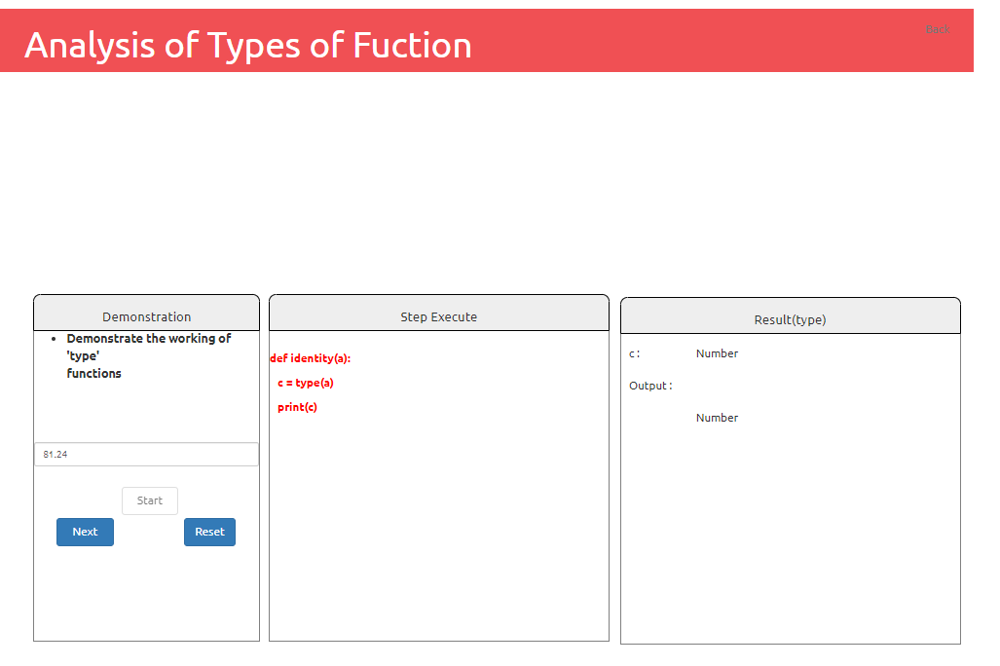 Analysis of Types of Fuction
Back
Demonstration
Demonstrate the working of
'type'
functions
81.24
Start
Next
Reset
Step Execute
def identity(a):
c = type(a)
print(c)
Result(type)
c : Number
Output :
Number